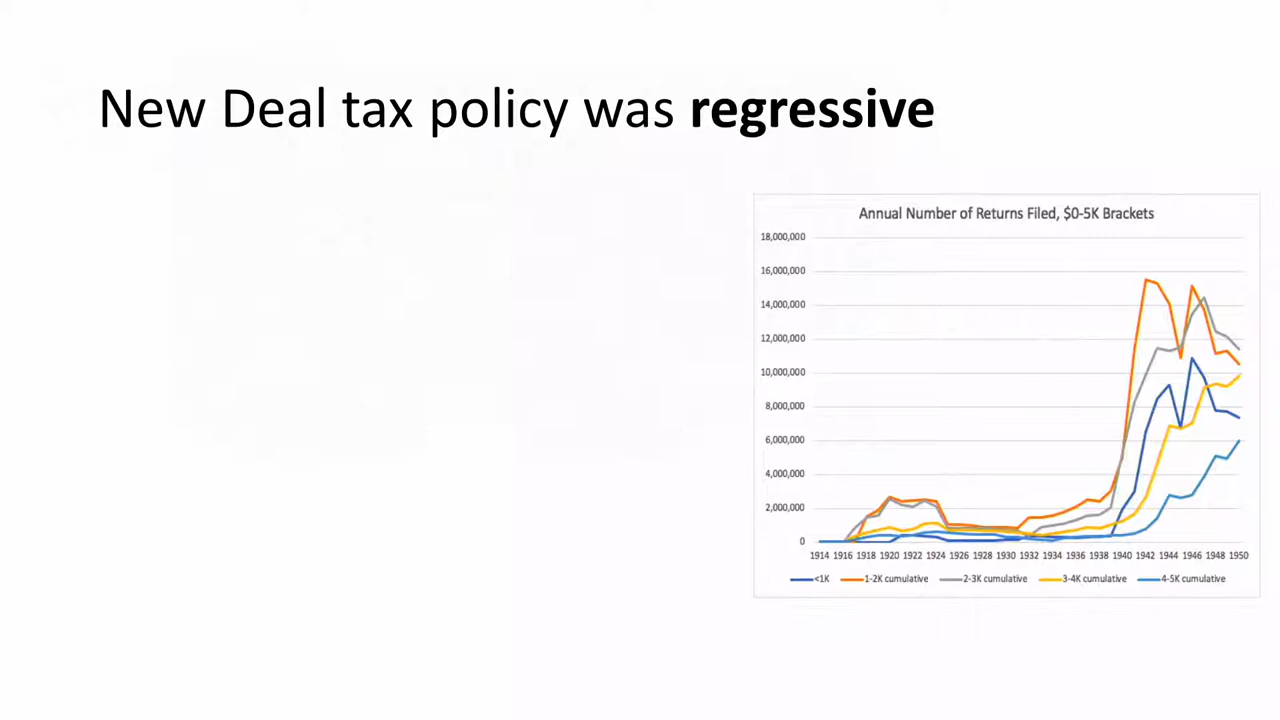 New Deal tax policy was regressive
Annual Number of Returns Filed, $0-5K Brackets
18,000,000
16,000,000
14,000,000
12,000,000
10,000,000
8,000,000
6,000,000
4,000,000
2,000,000
0
1914 1916 1918 1920 1922 1924 1926 1928 1930 1932 1934 1936 1938 1940 1942 1944 1946 1948 1950
<1K 1-2K cumulative 2-3K cumulative 3-4K cumulative 4-5K cumulative